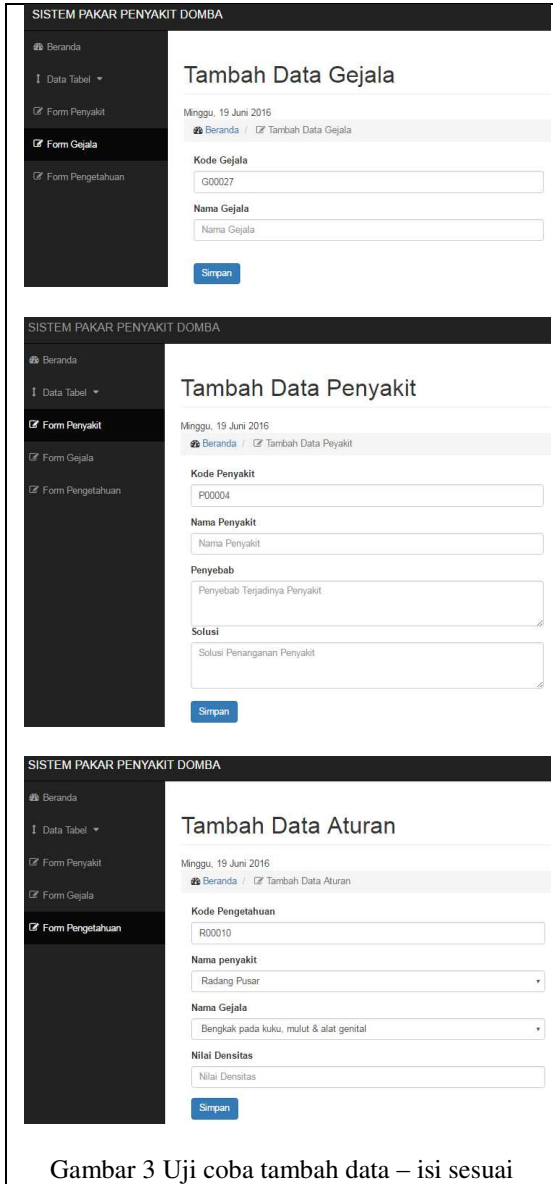 SISTEM PAKAR PENYAKIT DOMBA
Beranda
Data Tabel
Form Penyakit
Form Gejala
Form Pengetahuan
Tambah Data Gejala
Minggu, 19 Juni 2016
Beranda / Tambah Data Gejala
Kode Gejala
G00027
Nama Gejala
Nama Gejala
Simpan
SISTEM PAKAR PENYAKIT DOMBA
Beranda
Data Tabel
Form Penyakit
Form Gejala
Form Pengetahuan
Tambah Data Penyakit
Minggu, 19 Juni 2016
Beranda / Tambah Data Peyakit
Kode Penyakit
P00004
Nama Penyakit
Nama Penyakit
Penyebab
Penyebab Terjadinya Penyakit
Solusi
Solusi Penanganan Penyakit
Simpan
SISTEM PAKAR PENYAKIT DOMBA
Beranda
Data Tabel
Form Penyakit
Form Gejala
Form Pengetahuan
Tambah Data Aturan
Minggu, 19 Juni 2016
Beranda / Tambah Data Aturan
Kode Pengetahuan
R00010
Nama penyakit
Radang Pusar
Nama Gejala
Bengkak pada kuku, mulut & alat genital
Nilai Densitas
Nilai Densitas
Simpan
Gambar 3 Uji coba tambah data – isi sesuai